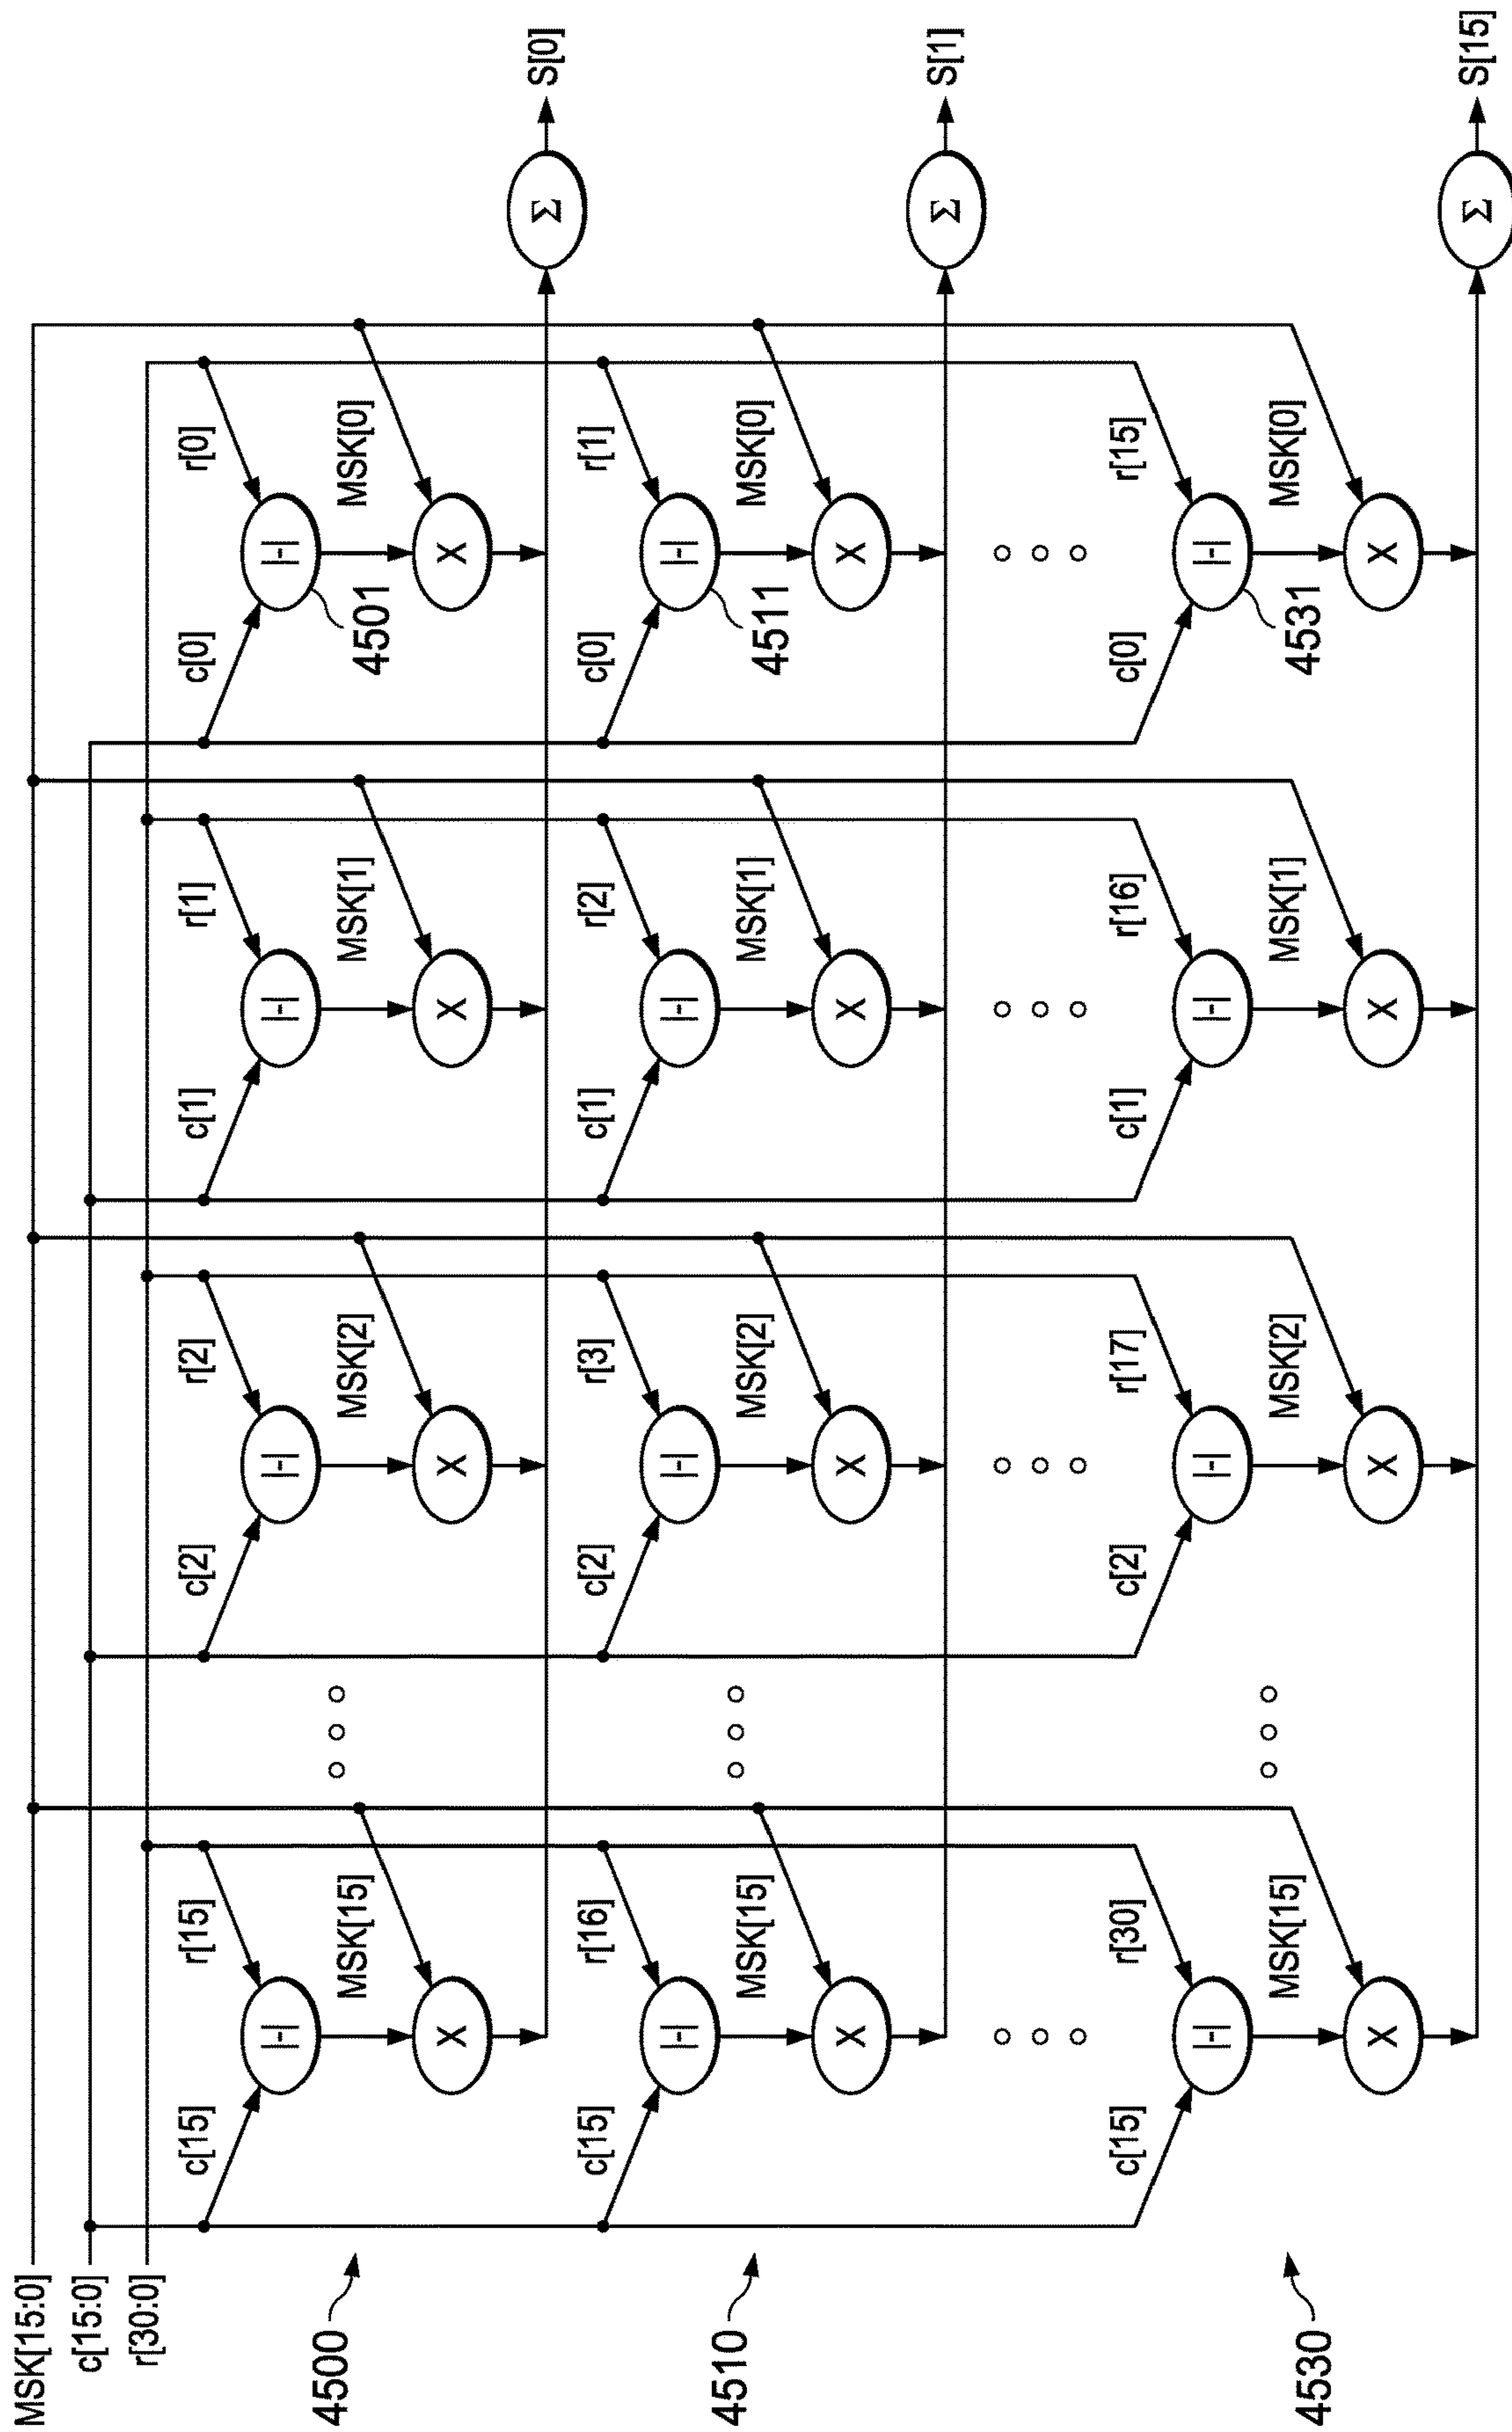 MSK[15:0]
c[15:0]
r[30:0]
4500
c[15] r[15] c[2] r[2] c[1] r[1] c[0] r[0]
|-| |-| |-| |-|
4501
MSK[15] MSK[2] MSK[1] MSK[0]
X X X X
Σ S[0]
4510
c[15] r[16] c[2] r[3] c[1] r[2] c[0] r[1]
|-| |-| |-| |-|
4511
MSK[15] MSK[2] MSK[1] MSK[0]
X X X X
Σ S[1]
4530
c[15] r[30] c[2] r[17] c[1] r[16] c[0] r[15]
|-| |-| |-| |-|
4531
MSK[15] MSK[2] MSK[1] MSK[0]
X X X X
Σ S[15]